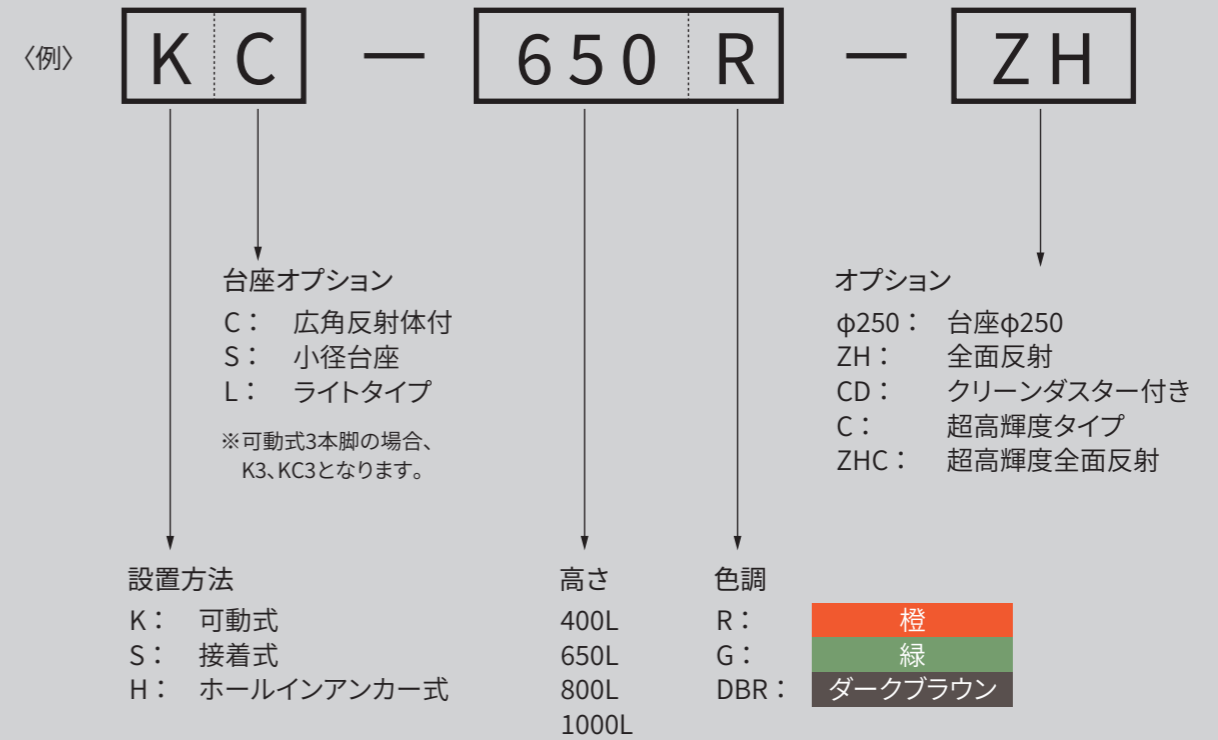 〈例〉 KC ー 650R ー ZH
台座オプション
C： 広角反射体付
S： 小径台座
L： ライトタイプ
※可動式3本脚の場合、
K3、KC3となります。
オプション
φ250： 台座φ250
ZH： 全面反射
CD： クリーンダスター付き
C： 超高輝度タイプ
ZHC： 超高輝度全面反射
設置方法
K： 可動式
S： 接着式
H： ホールインアンカー式
高さ
400L
650L
800L
1000L
色調
R： 橙
G： 緑
DBR： ダークブラウン